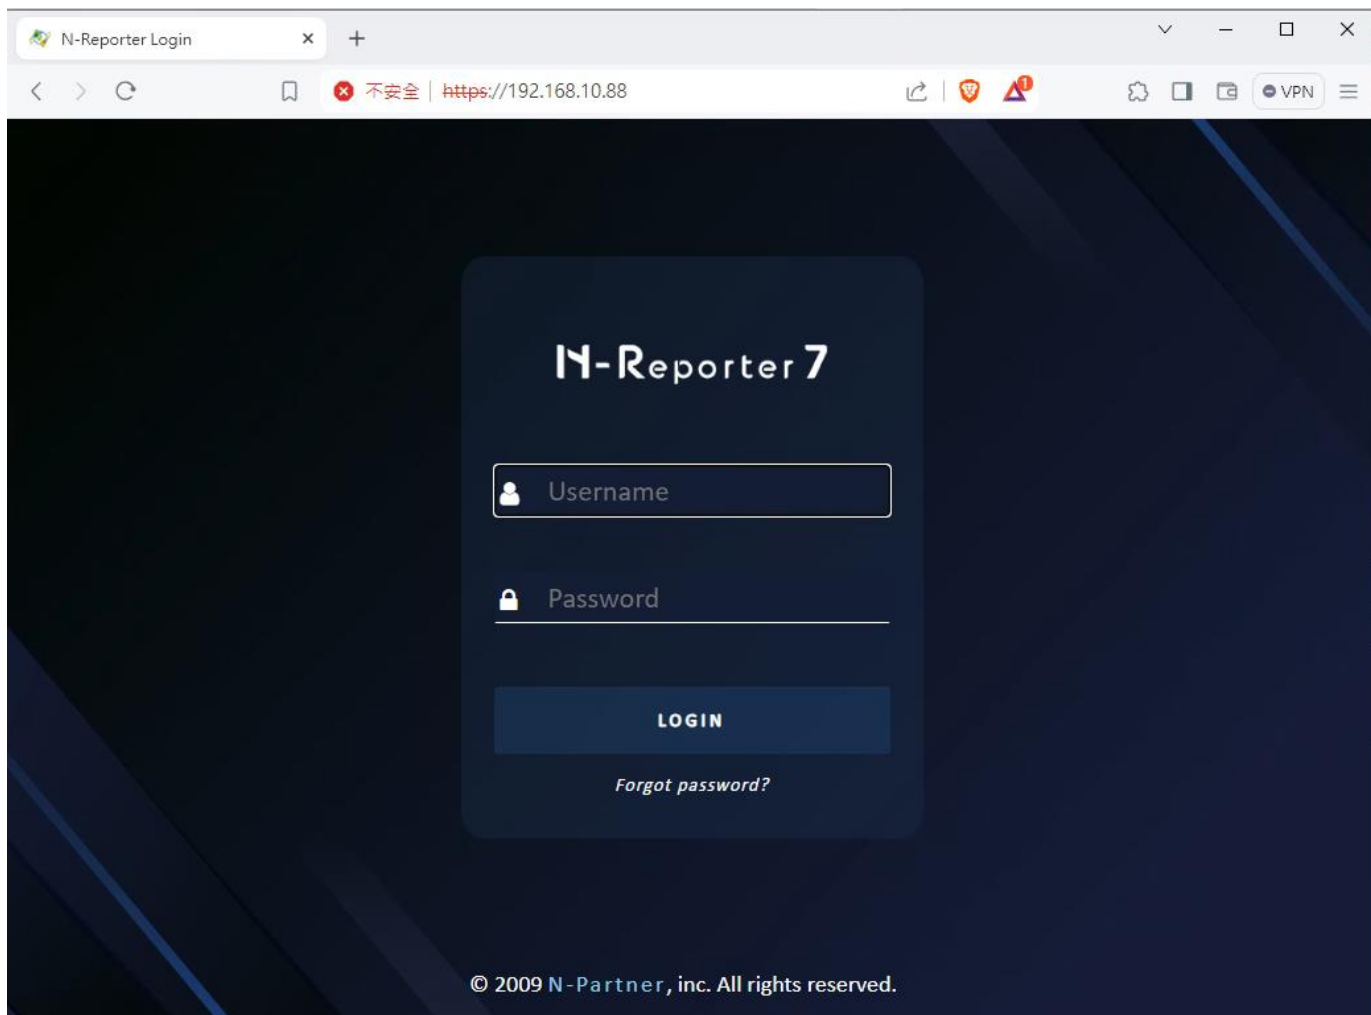 N-Reporter Login
不安全 https://192.168.10.88
1
VPN
N-Reporter 7
Username
Password
LOGIN
Forgot password?
© 2009 N-Partner, inc. All rights reserved.